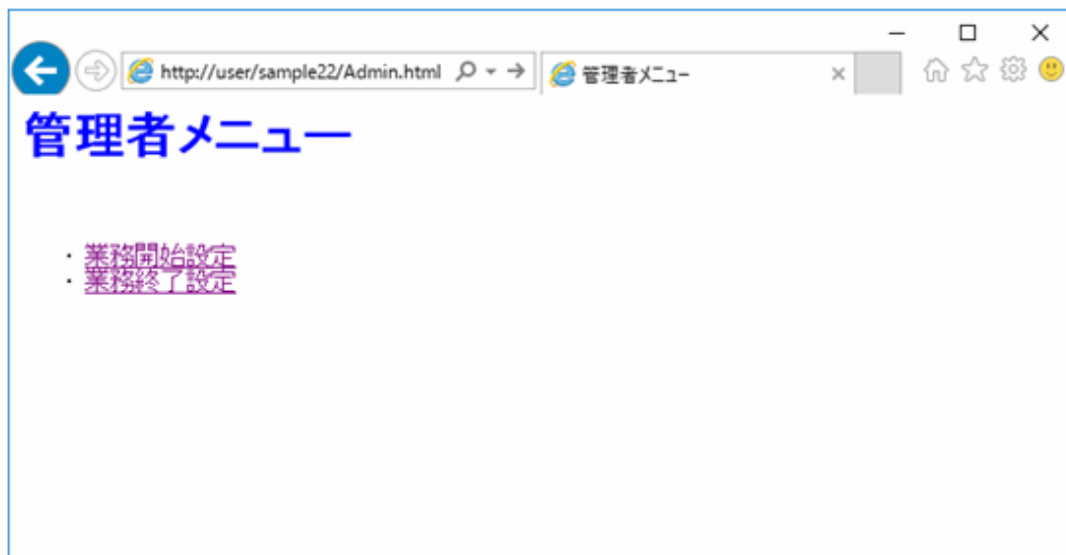 http://user/sample22/Admin.html
管理者メニュー
管理者メニュー
・業務開始設定
・業務終了設定